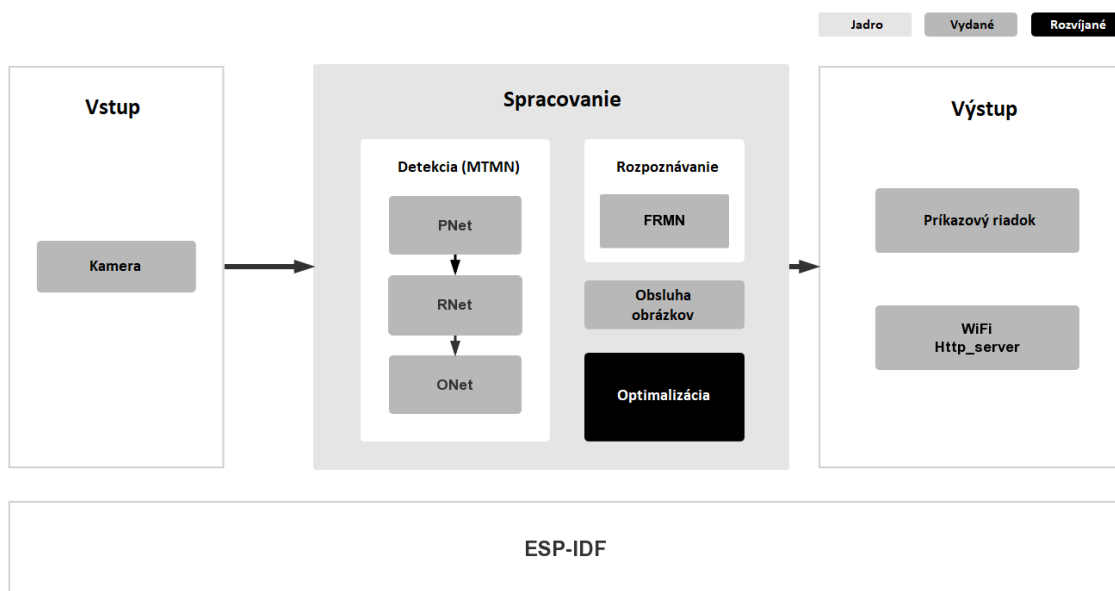 Jadro
Vydané
Rozvíjané
Vstup
Kamera
Spracovanie
Detekcia (MTMN)
PNet
RNet
ONet
Rozpoznávanie
FRMN
Obsluha
obrázkov
Optimalizácia
Výstup
Príkazový riadok
WiFi
Http_server
ESP-IDF